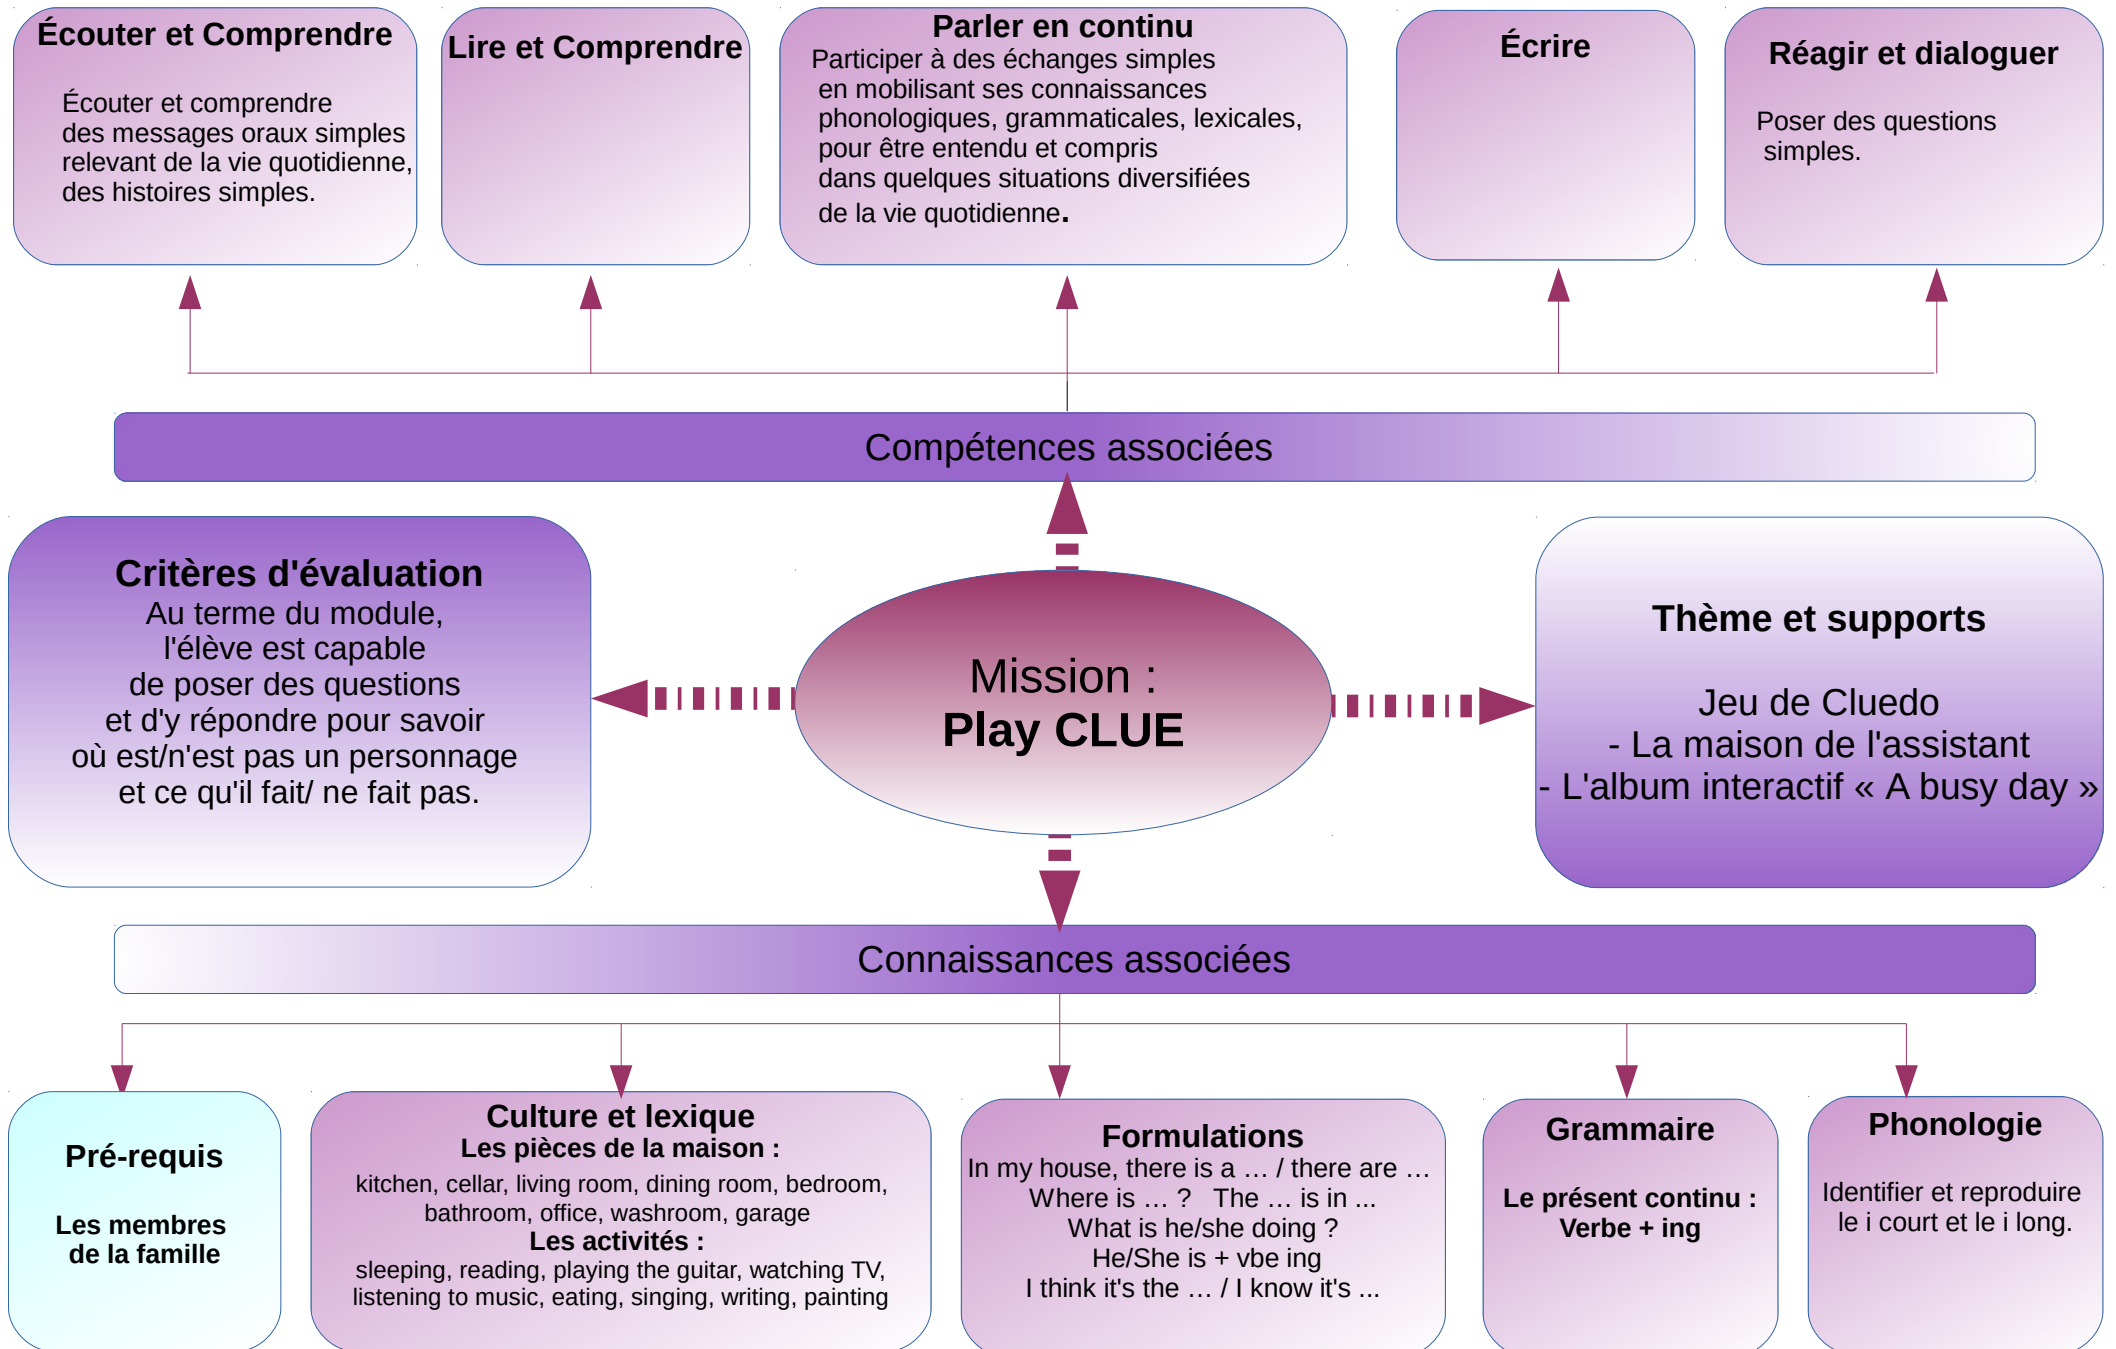 Écouter et Comprendre
Écouter et comprendre
des messages oraux simples
relevant de la vie quotidienne,
des histoires simples.
Lire et Comprendre
Parler en continu
Participer à des échanges simples
en mobilisant ses connaissances
phonologiques, grammaticales, lexicales,
pour être entendu et compris
dans quelques situations diversifiées
de la vie quotidienne.
Écrire
Réagir et dialoguer
Poser des questions
simples.
Compétences associées
Critères d'évaluation
Au terme du module,
l'élève est capable
de poser des questions
et d'y répondre pour savoir
où est/n'est pas un personnage
et ce qu'il fait/ ne fait pas.
Mission :
Play CLUE
Thème et supports
Jeu de Cluedo
- La maison de l'assistant
- L'album interactif « A busy day »
Connaissances associées
Pré-requis
Les membres
de la famille
Culture et lexique
Les pièces de la maison :
kitchen, cellar, living room, dining room, bedroom,
bathroom, office, washroom, garage
Les activités :
sleeping, reading, playing the guitar, watching TV,
listening to music, eating, singing, writing, painting
Formulations
In my house, there is a … / there are …
Where is … ?   The … is in ...
What is he/she doing ?
He/She is + vbe ing
I think it's the … / I know it's ...
Grammaire
Le présent continu :
Verbe + ing
Phonologie
Identifier et reproduire
le i court et le i long.